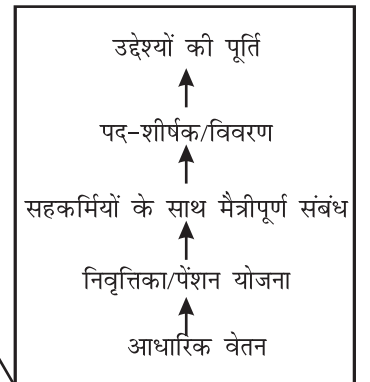 उद्देश्यों की पूर्ति
पद-शीर्षक/विवरण
सहकर्मियों के साथ मैत्रीपूर्ण संबंध
निवृत्तिका/पेंशन योजना
आधारिक वेतन